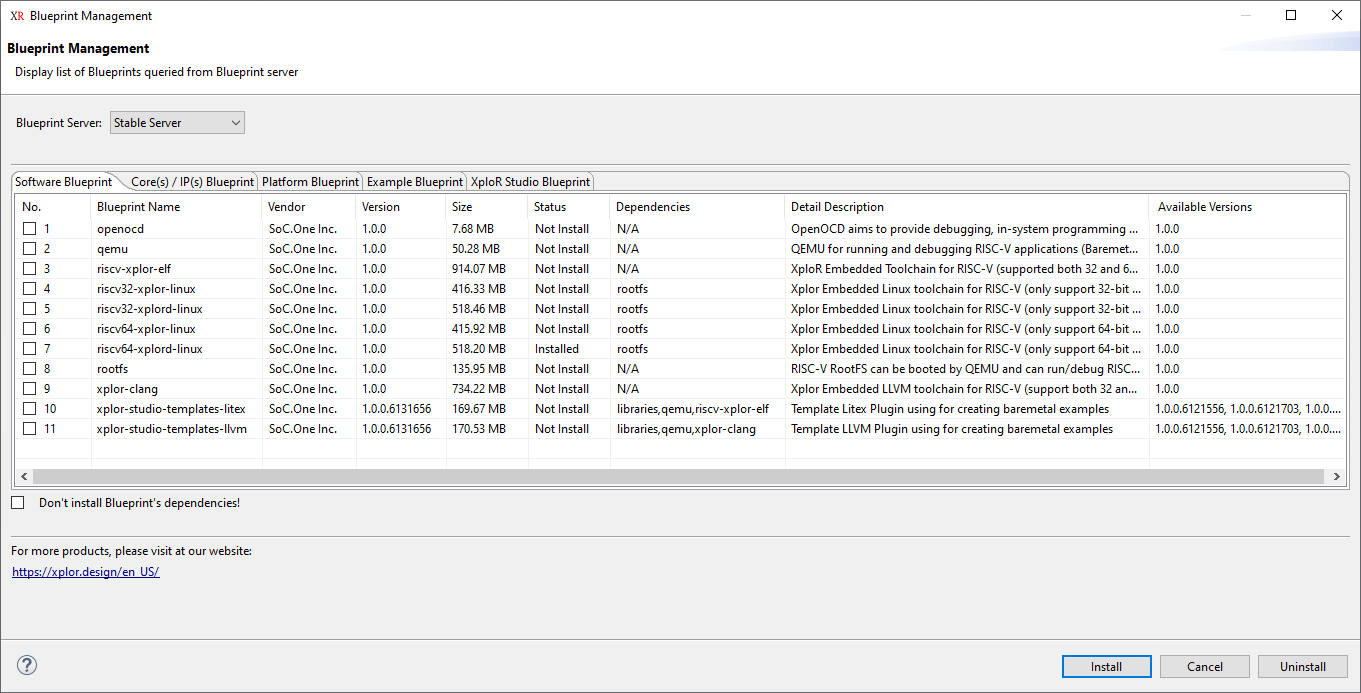 XR Blueprint Management
Blueprint Management
Display list of Blueprints queried from Blueprint server
Blueprint Server: Stable Server
Software Blueprint Core(s) / IP(s) Blueprint Platform Blueprint Example Blueprint XploR Studio Blueprint
No. Blueprint Name Vendor Version Size Status Dependencies Detail Description Available Versions
1 openocd SoC.One Inc. 1.0.0 7.68 MB Not Install N/A OpenOCD aims to provide debugging, in-system programming ... 1.0.0
2 qemu SoC.One Inc. 1.0.0 50.28 MB Not Install N/A QEMU for running and debugging RISC-V applications (Baremet... 1.0.0
3 riscv-xplor-elf SoC.One Inc. 1.0.0 914.07 MB Not Install N/A XploR Embedded Toolchain for RISC-V (supported both 32 and 6... 1.0.0
4 riscv32-xplor-linux SoC.One Inc. 1.0.0 416.33 MB Not Install rootfs Xplor Embedded Linux toolchain for RISC-V (only support 32-bit ... 1.0.0
5 riscv32-xplord-linux SoC.One Inc. 1.0.0 518.46 MB Not Install rootfs Xplor Embedded Linux toolchain for RISC-V (only support 32-bit ... 1.0.0
6 riscv64-xplor-linux SoC.One Inc. 1.0.0 415.92 MB Not Install rootfs Xplor Embedded Linux toolchain for RISC-V (only support 64-bit ... 1.0.0
7 riscv64-xplord-linux SoC.One Inc. 1.0.0 518.20 MB Installed rootfs Xplor Embedded Linux toolchain for RISC-V (only support 64-bit ... 1.0.0
8 rootfs SoC.One Inc. 1.0.0 135.95 MB Not Install N/A RISC-V RootFS can be booted by QEMU and can run/debug RISC... 1.0.0
9 xplor-clang SoC.One Inc. 1.0.0 734.22 MB Not Install N/A Xplor Embedded LLVM toolchain for RISC-V (support both 32 an... 1.0.0
10 xplor-studio-templates-litex SoC.One Inc. 1.0.0.6131656 169.67 MB Not Install libraries,qemu,riscv-xplor-elf Template Litex Plugin using for creating baremetal examples 1.0.0.6121556, 1.0.0.6121703, 1.0.0....
11 xplor-studio-templates-llvm SoC.One Inc. 1.0.0.6131656 170.53 MB Not Install libraries,qemu,xplor-clang Template LLVM Plugin using for creating baremetal examples 1.0.0.6121556, 1.0.0.6121703, 1.0.0....
Don't install Blueprint's dependencies!
For more products, please visit at our website:
https://xplor.design/en_US/
? Install Cancel Uninstall